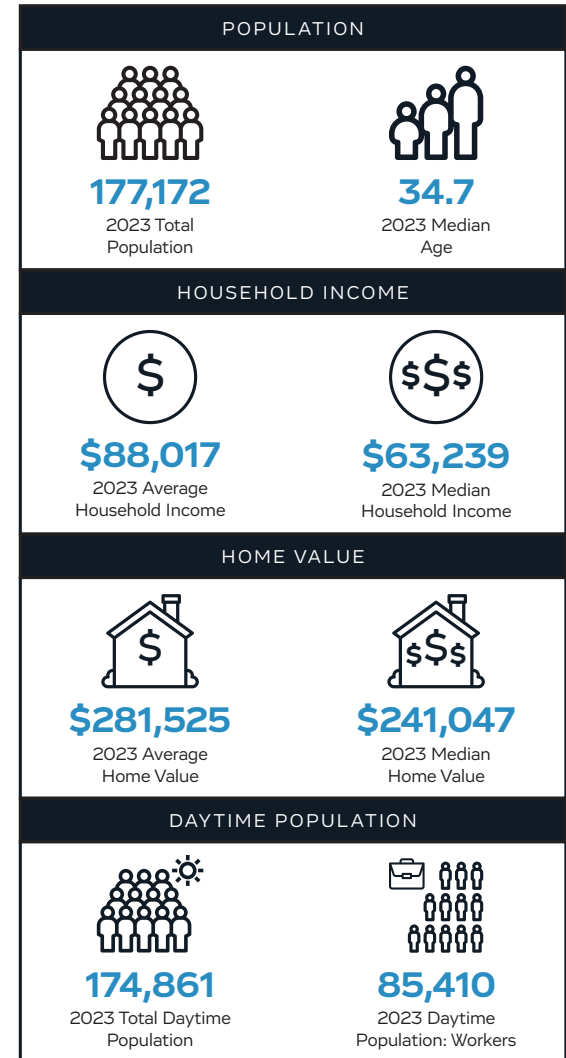 POPULATION
177,172
2023 Total
Population
34.7
2023 Median
Age
HOUSEHOLD INCOME
$
$88,017
2023 Average
Household Income
$$$
$63,239
2023 Median
Household Income
HOME VALUE
$
$281,525
2023 Average
Home Value
$$$
$241,047
2023 Median
Home Value
DAYTIME POPULATION
174,861
2023 Total Daytime
Population
85,410
2023 Daytime
Population: Workers